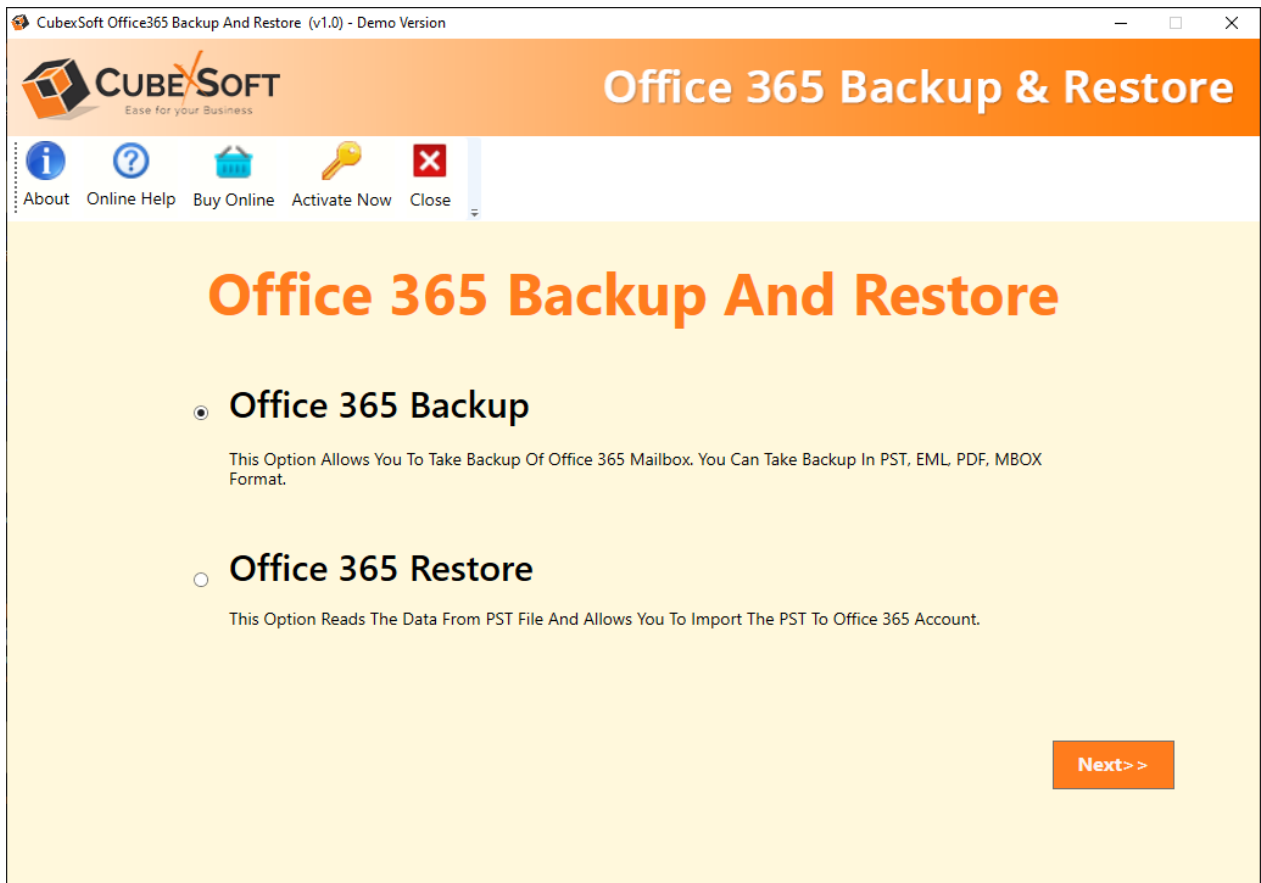 CubexSoft Office365 Backup And Restore (v1.0) - Demo Version
CUBEXSOFT
Ease for your Business
Office 365 Backup & Restore
About Online Help Buy Online Activate Now Close
Office 365 Backup And Restore
Office 365 Backup
This Option Allows You To Take Backup Of Office 365 Mailbox. You Can Take Backup In PST, EML, PDF, MBOX
Format.
Office 365 Restore
This Option Reads The Data From PST File And Allows You To Import The PST To Office 365 Account.
Next>>